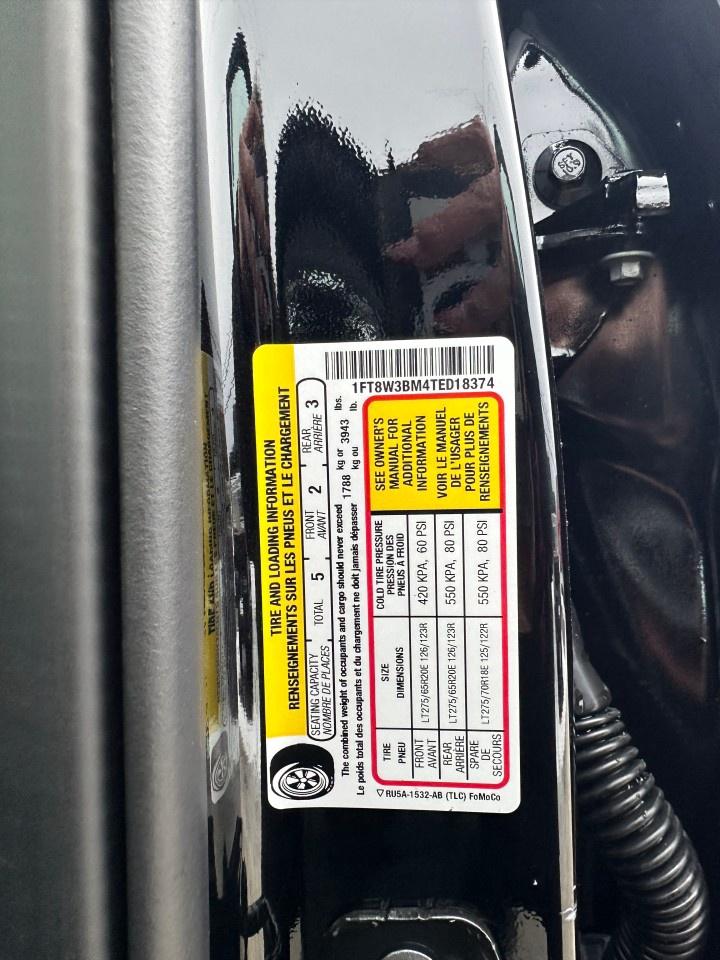 TIRE AND LOADING INFORMATION
RENSEIGNEMENTS SUR LES PNEUS ET LE CHARGEMENT
SEATING CAPACITY TOTAL 5 FRONT 2 REAR 3
NOMBRE DE PLACES AVANT ARRIÈRE
The combined weight of occupants and cargo should never exceed 1788 kg or 3943 lbs.
Le poids total des occupants et du chargement ne doit jamais dépasser kg ou lb.
1FT8W3BM4TED18374
TIRE SIZE COLD TIRE PRESSURE
PNEU DIMENSIONS PRESSION DES
PNEUS À FROID
FRONT
AVANT LT275/65R20E 126/123R 420 KPA, 60 PSI
REAR
ARRIÈRE LT275/65R20E 126/123R 550 KPA, 80 PSI
SPARE
DE
SECOURS LT275/70R18E 125/122R 550 KPA, 80 PSI
SEE OWNER'S
MANUAL FOR
ADDITIONAL
INFORMATION
VOIR LE MANUEL
DE L'USAGER
POUR PLUS DE
RENSEIGNEMENTS
RU5A-1532-AB (TLC) FoMoCo